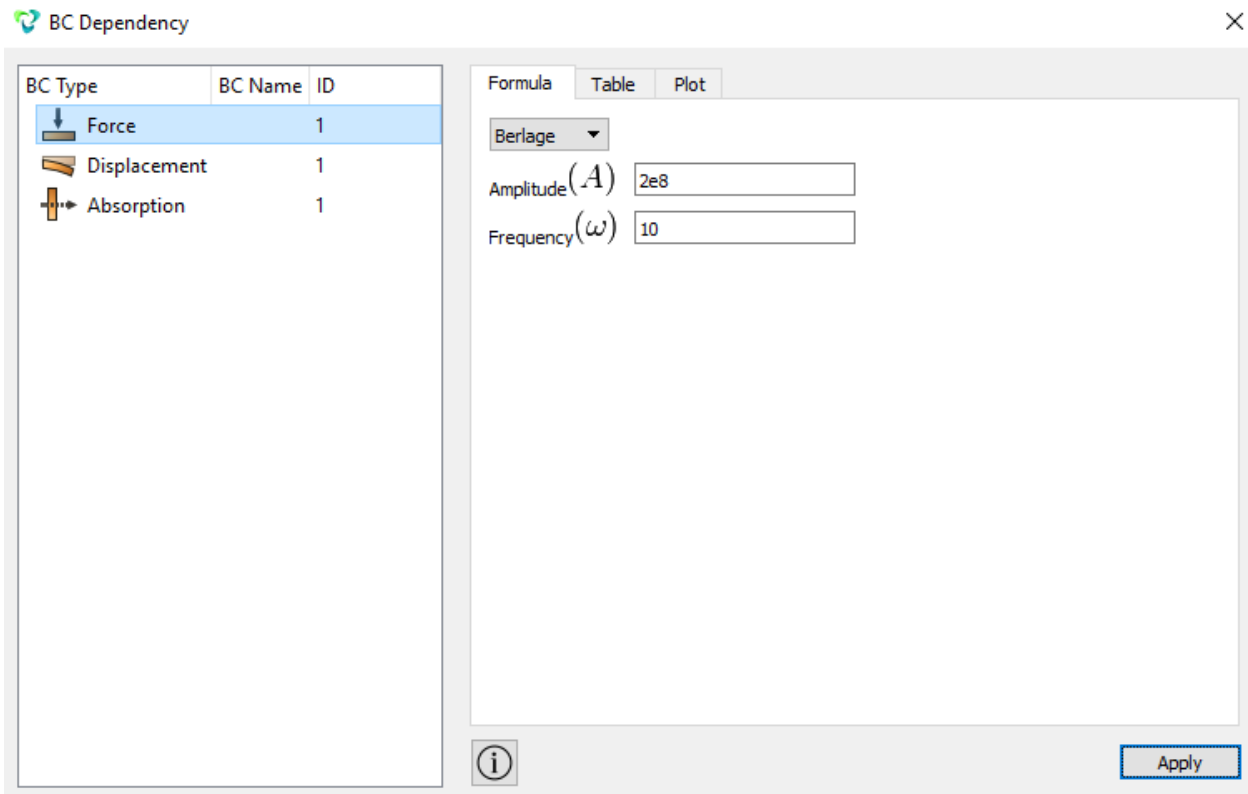 BC Dependency
BC Type BC Name ID
Force 1
Displacement 1
Absorption 1
Formula Table Plot
Berlage
Amplitude(A) 2e8
Frequency(ω) 10
i
Apply